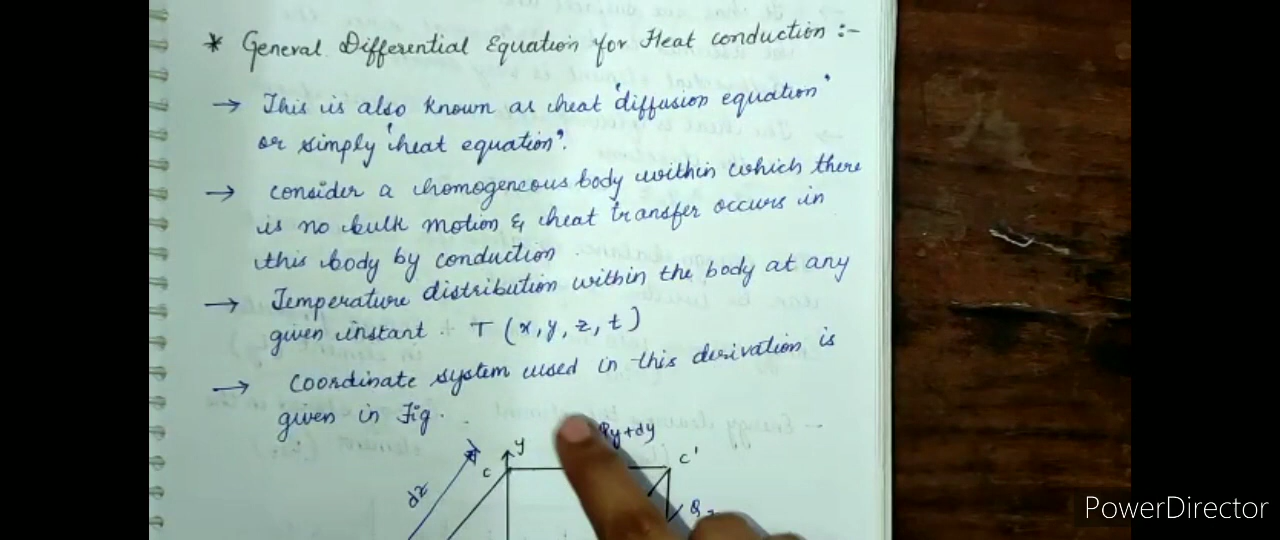 * General Differential Equation for Heat conduction :-
→ This is also known as heat 'diffusion equation'
or simply 'heat equation'.
→ consider a homogeneous body within which there
is no bulk motion & heat transfer occurs in
this body by conduction
→ Temperature distribution within the body at any
given instant . T (x, y, z, t)
→ Coordinate system used in this derivation is
given in Fig.
y+dy
y
c
c'
dx
PowerDirector